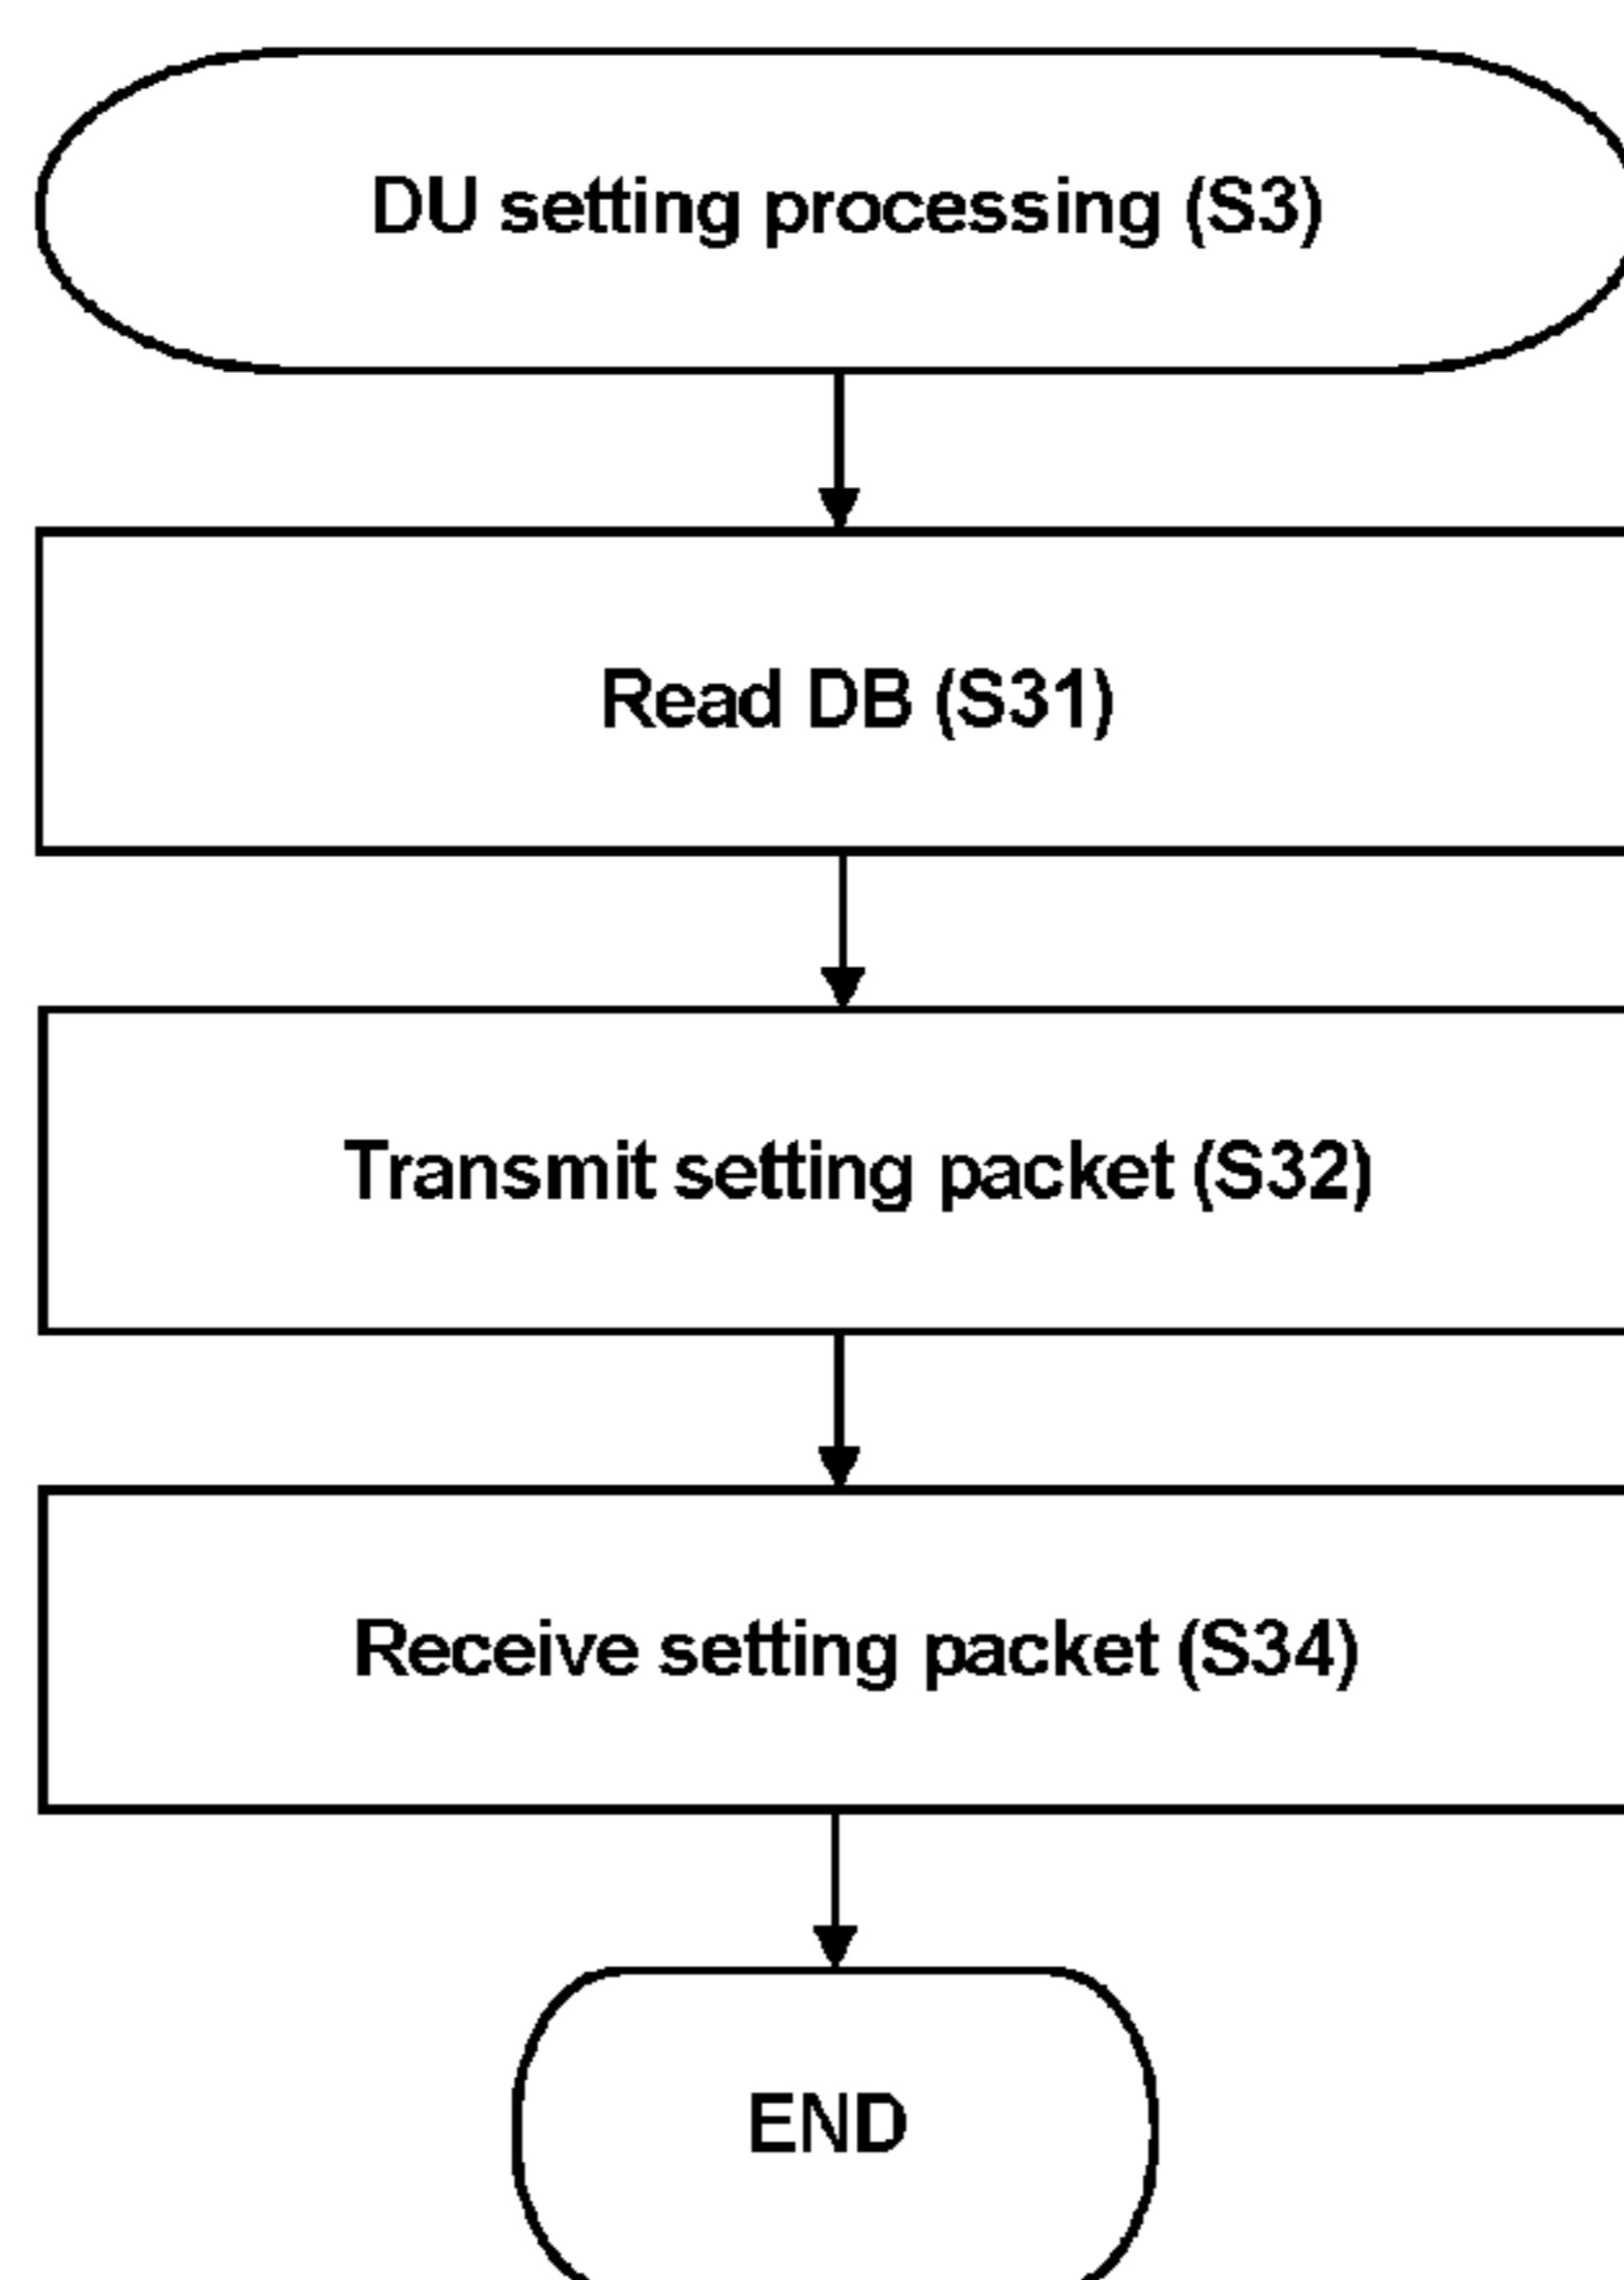 DU setting processing (S3)
Read DB (S31)
Transmit setting packet (S32)
Receive setting packet (S34)
END